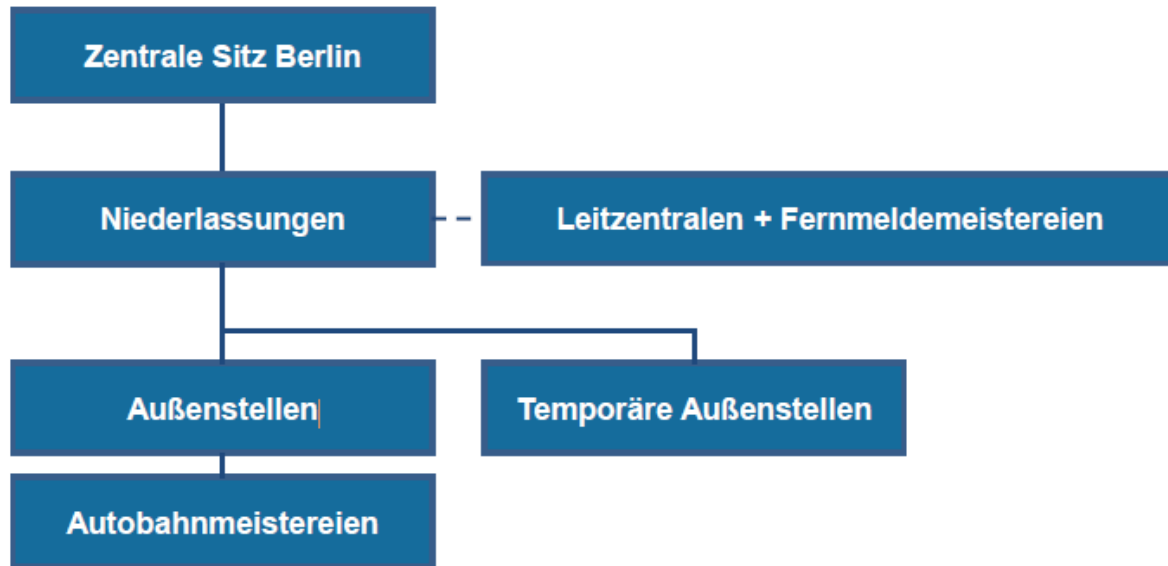 Zentrale Sitz Berlin
Niederlassungen
Leitzentralen + Fernmeldemeistereien
Außenstellen
Temporäre Außenstellen
Autobahnmeistereien